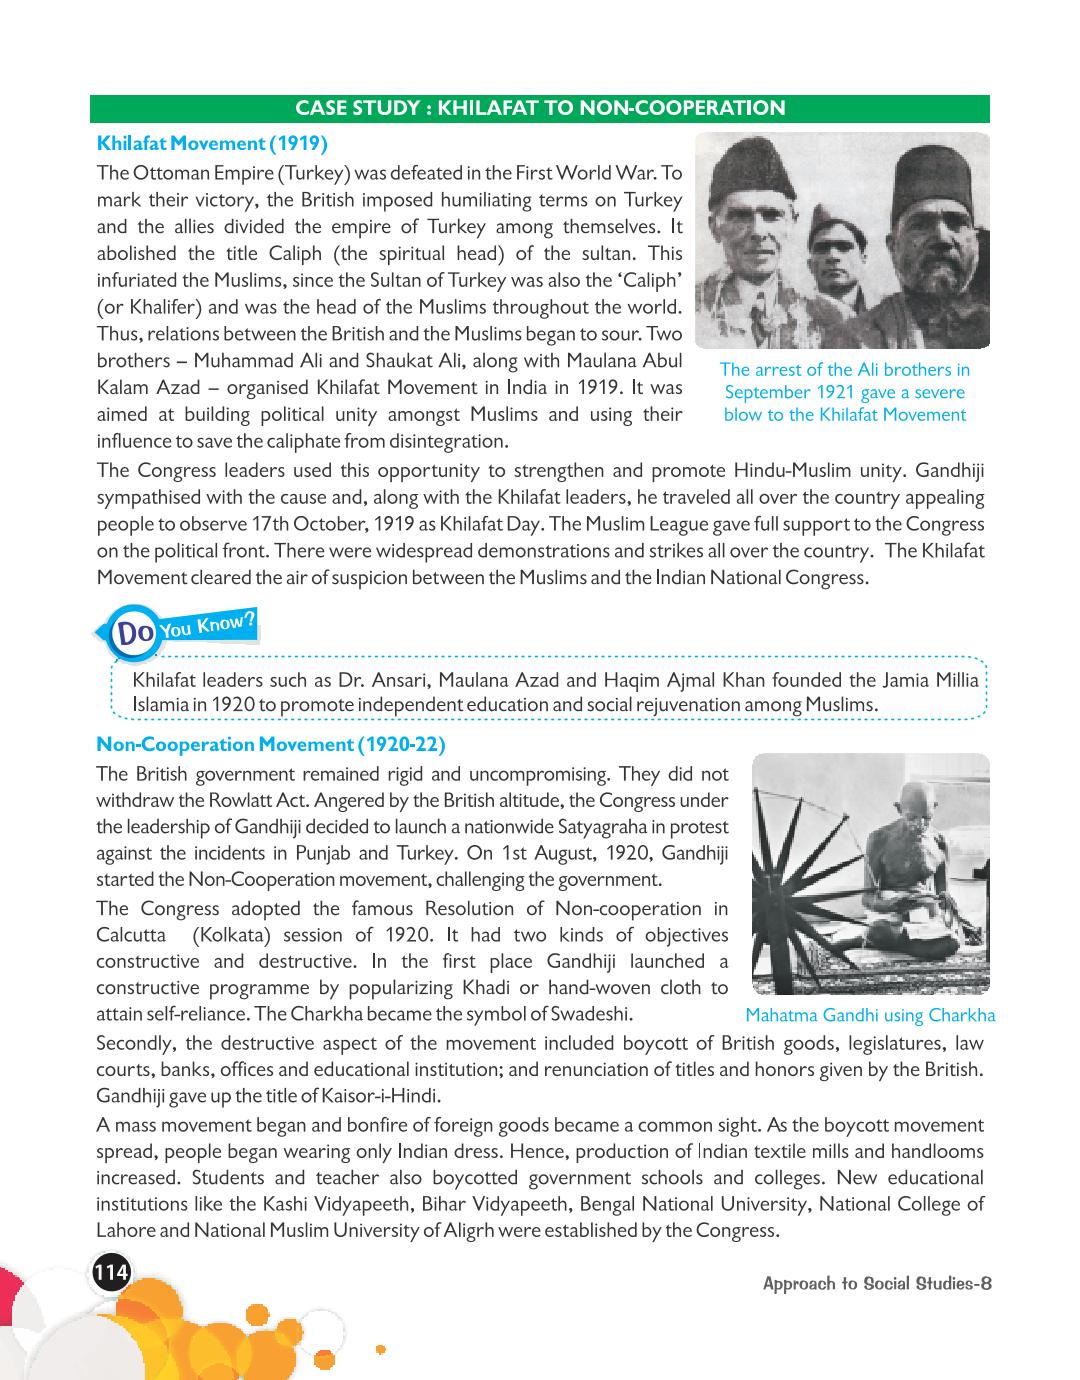 CASE STUDY : KHILAFAT TO NON-COOPERATION
Khilafat Movement (1919)
The Ottoman Empire (Turkey) was defeated in the First World War. To
mark their victory, the British imposed humiliating terms on Turkey
and the allies divided the empire of Turkey among themselves. It
abolished the title Caliph (the spiritual head) of the sultan. This
infuriated the Muslims, since the Sultan of Turkey was also the ‘Caliph’
(or Khalifer) and was the head of the Muslims throughout the world.
Thus, relations between the British and the Muslims began to sour. Two
brothers – Muhammad Ali and Shaukat Ali, along with Maulana Abul
Kalam Azad – organised Khilafat Movement in India in 1919. It was
aimed at building political unity amongst Muslims and using their
influence to save the caliphate from disintegration.
The arrest of the Ali brothers in
September 1921 gave a severe
blow to the Khilafat Movement
The Congress leaders used this opportunity to strengthen and promote Hindu-Muslim unity. Gandhiji
sympathised with the cause and, along with the Khilafat leaders, he traveled all over the country appealing
people to observe 17th October, 1919 as Khilafat Day. The Muslim League gave full support to the Congress
on the political front. There were widespread demonstrations and strikes all over the country. The Khilafat
Movement cleared the air of suspicion between the Muslims and the Indian National Congress.
Do You Know?
Khilafat leaders such as Dr. Ansari, Maulana Azad and Haqim Ajmal Khan founded the Jamia Millia
Islamia in 1920 to promote independent education and social rejuvenation among Muslims.
Non-Cooperation Movement (1920-22)
The British government remained rigid and uncompromising. They did not
withdraw the Rowlatt Act. Angered by the British altitude, the Congress under
the leadership of Gandhiji decided to launch a nationwide Satyagraha in protest
against the incidents in Punjab and Turkey. On 1st August, 1920, Gandhiji
started the Non-Cooperation movement, challenging the government.
The Congress adopted the famous Resolution of Non-cooperation in
Calcutta (Kolkata) session of 1920. It had two kinds of objectives
constructive and destructive. In the first place Gandhiji launched a
constructive programme by popularizing Khadi or hand-woven cloth to
attain self-reliance. The Charkha became the symbol of Swadeshi.
Mahatma Gandhi using Charkha
Secondly, the destructive aspect of the movement included boycott of British goods, legislatures, law
courts, banks, offices and educational institution; and renunciation of titles and honors given by the British.
Gandhiji gave up the title of Kaisor-i-Hindi.
A mass movement began and bonfire of foreign goods became a common sight. As the boycott movement
spread, people began wearing only Indian dress. Hence, production of Indian textile mills and handlooms
increased. Students and teacher also boycotted government schools and colleges. New educational
institutions like the Kashi Vidyapeeth, Bihar Vidyapeeth, Bengal National University, National College of
Lahore and National Muslim University of Aligrh were established by the Congress.
114
Approach to Social Studies-8